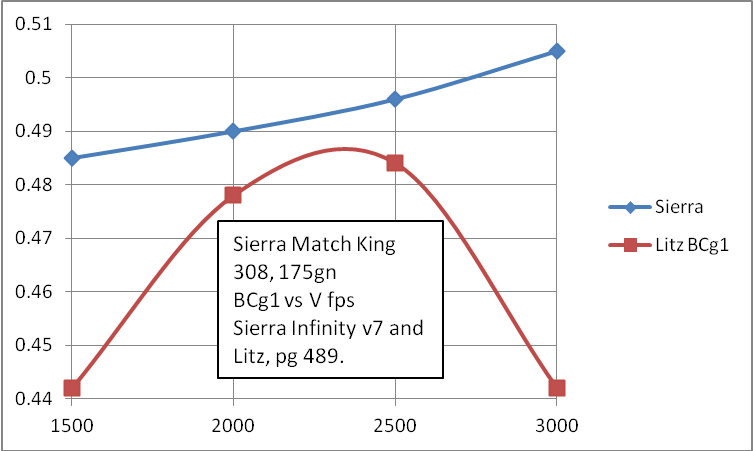 0.51
0.5
0.49
0.48
0.47
0.46
0.45
0.44
1500 2000 2500 3000
Sierra Match King
308, 175gn
BCg1 vs V fps
Sierra Infinity v7 and
Litz, pg 489.
Sierra
Litz BCg1